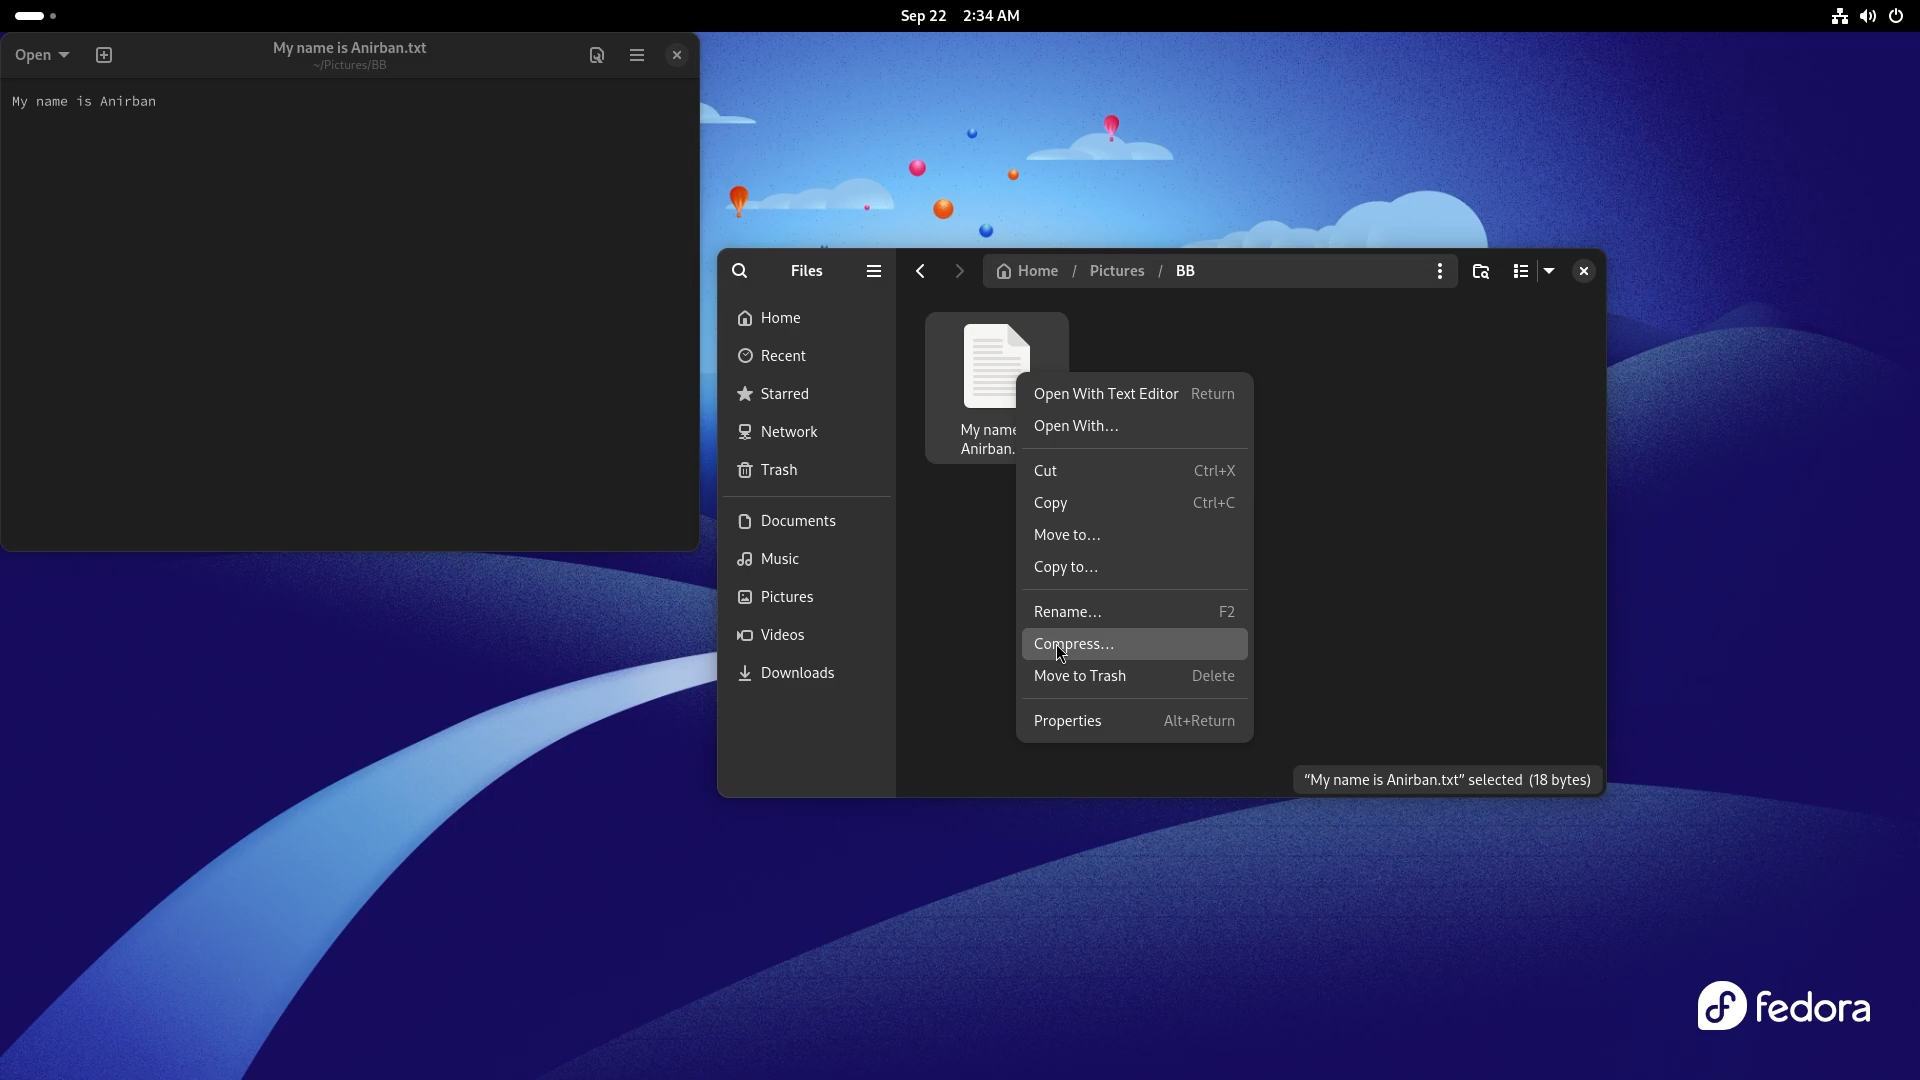 Sep 22 2:34 AM
Open
My name is Anirban.txt
~/Pictures/BB
My name is Anirban
Files
Home / Pictures / BB
Home
Recent
Starred
Network
Trash
Documents
Music
Pictures
Videos
Downloads
My name
Anirban.
Open With Text Editor Return
Open With…
Cut Ctrl+X
Copy Ctrl+C
Move to…
Copy to…
Rename… F2
Compress…
Move to Trash Delete
Properties Alt+Return
“My name is Anirban.txt” selected (18 bytes)
fedora